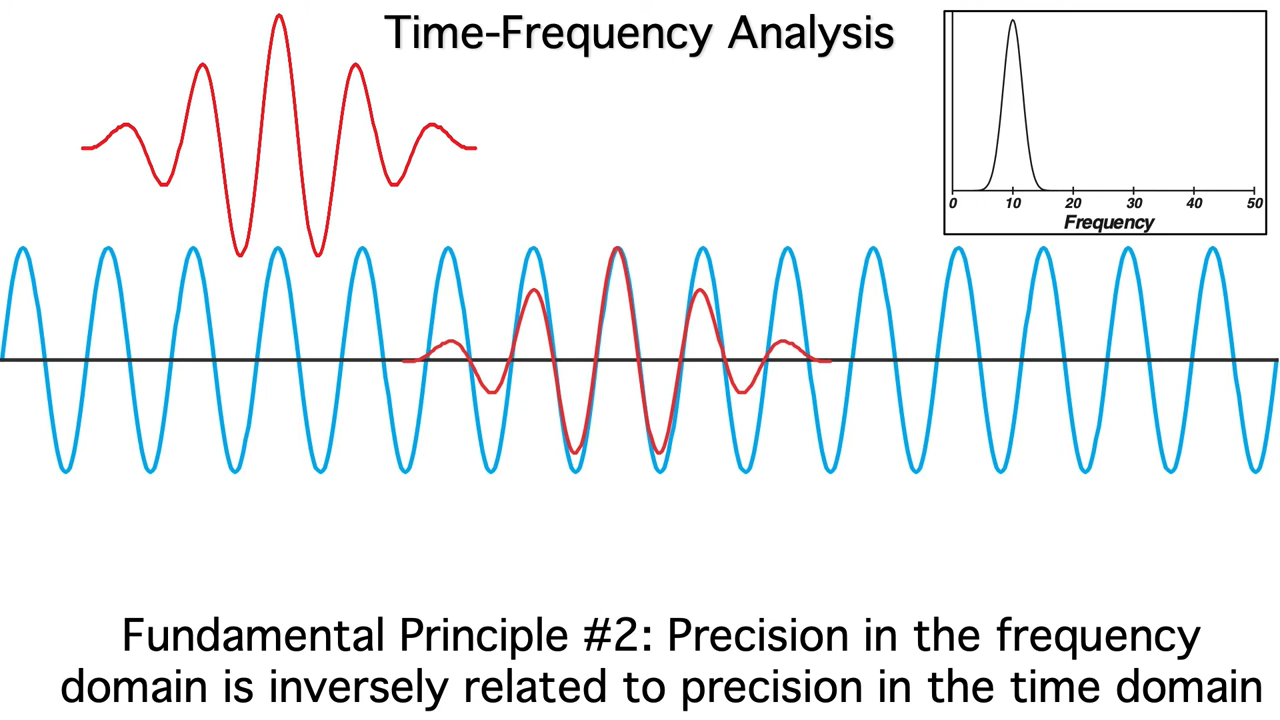 Time-Frequency Analysis
0 10 20 30 40 50
Frequency
Fundamental Principle #2: Precision in the frequency
domain is inversely related to precision in the time domain